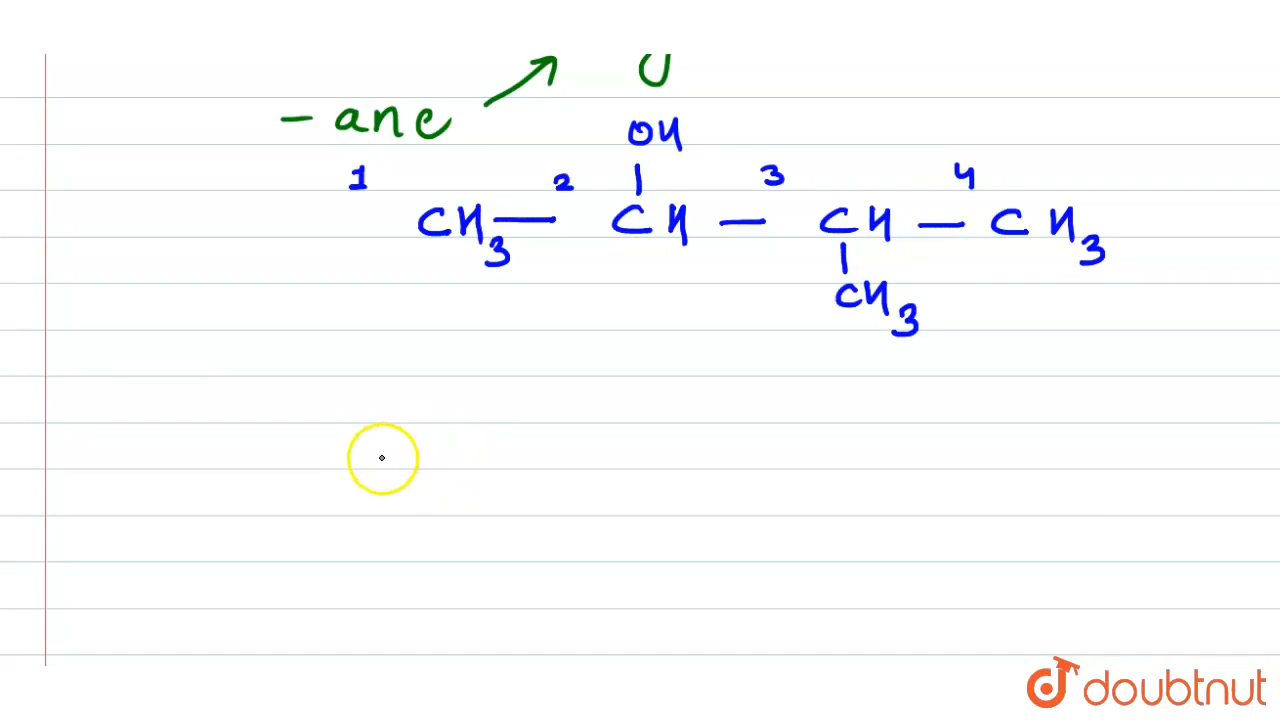 - ane
OH
1 2 3 4
CH3 — CH — CH — CH3
CH3
doubtnut